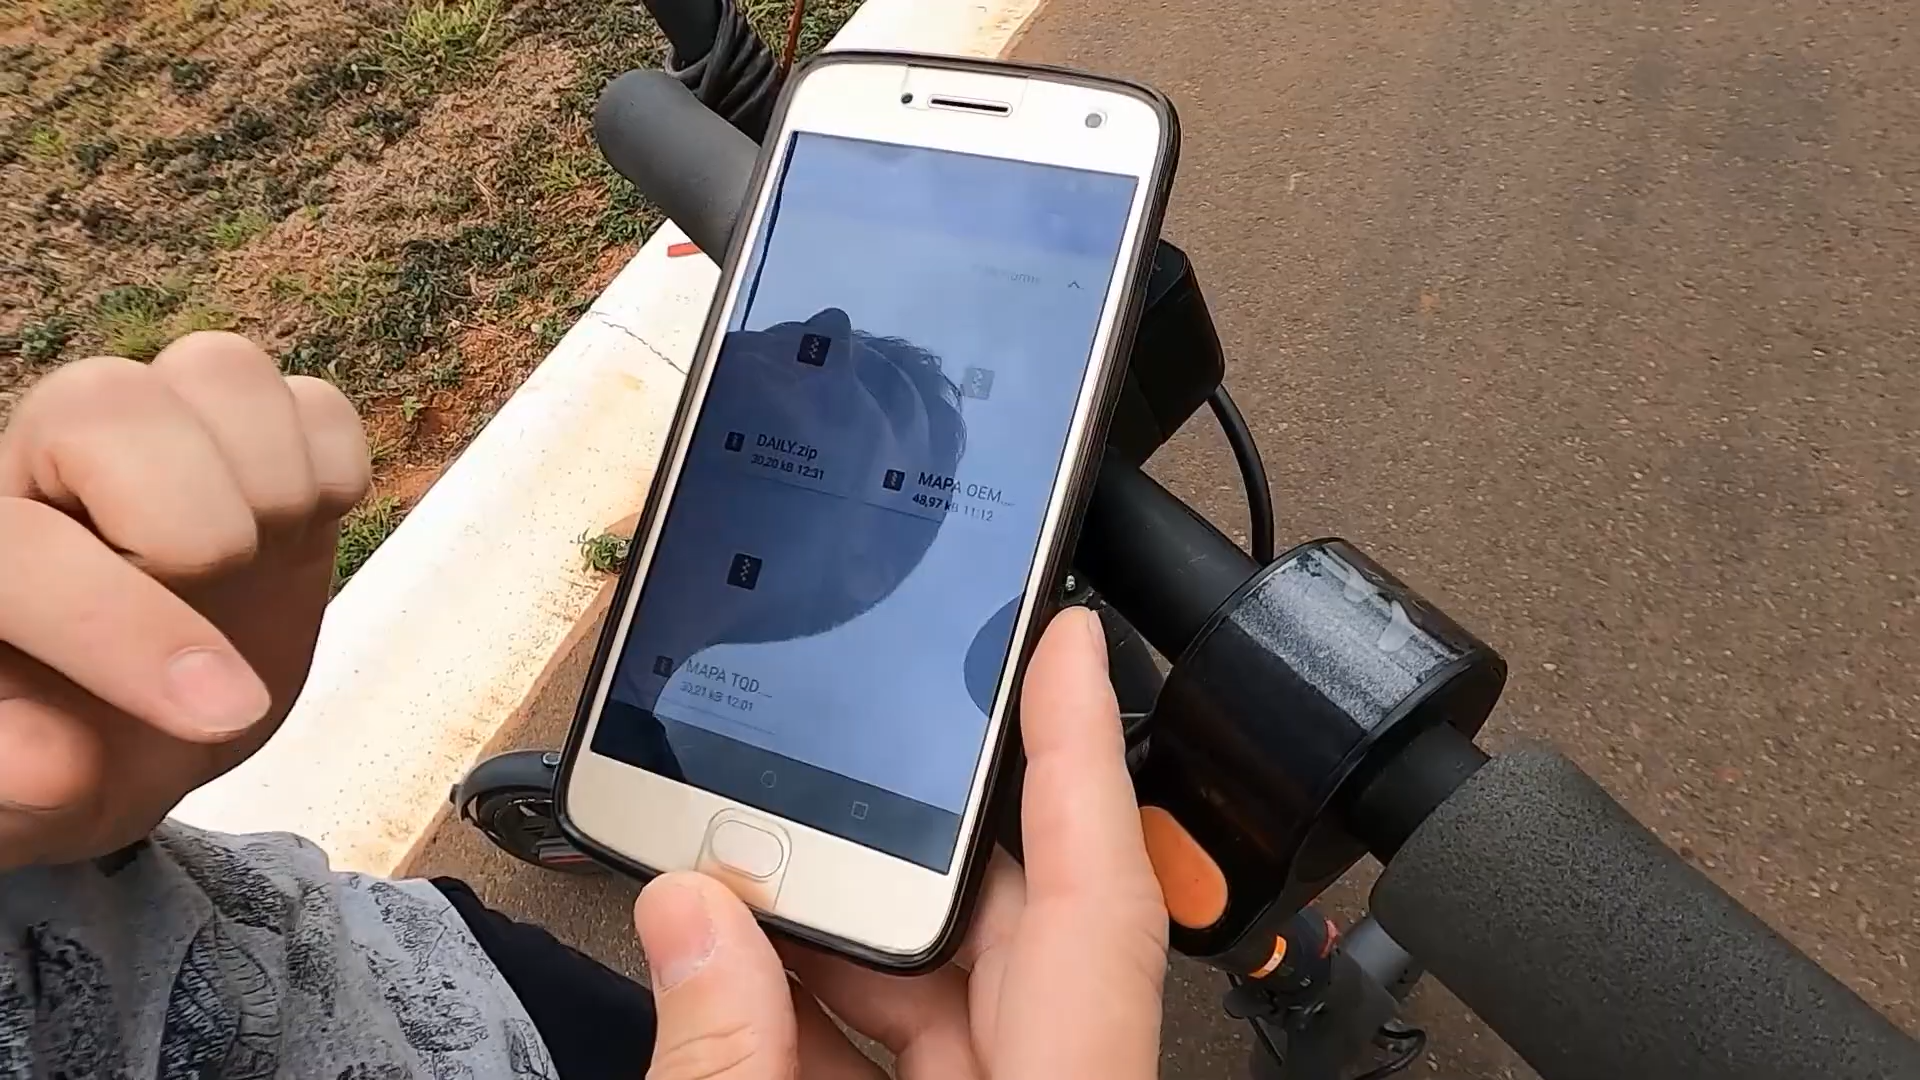 DAILY.zip
30,20 kB 12:31
MAPA OEM...
48,97 kB 11:12
MAPA TQD...
30,21 kB 12:01